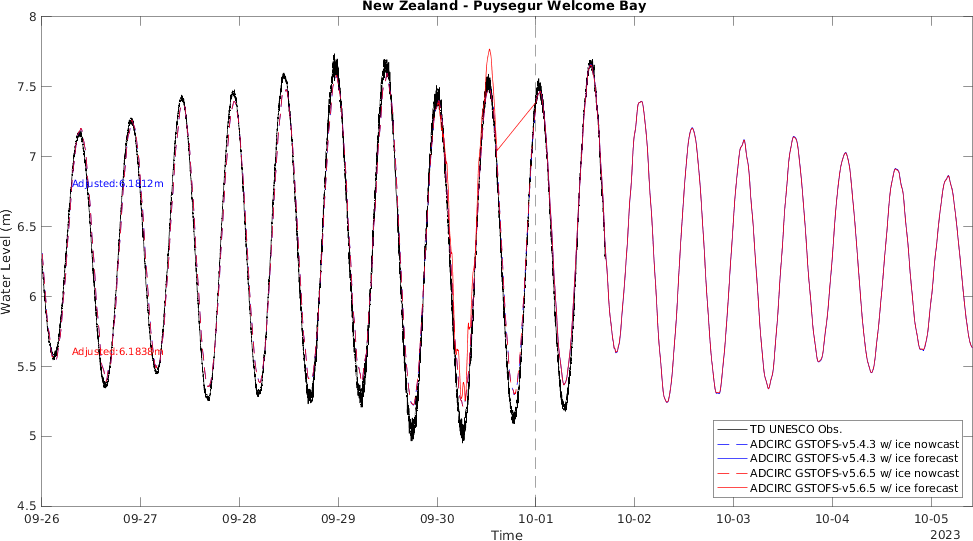 New Zealand - Puysegur Welcome Bay
8
7.5
7
6.5
6
5.5
5
4.5
Water Level (m)
Adjusted:6.1812m
Adjusted:6.1838m
TD UNESCO Obs.
ADCIRC GSTOFS-v5.4.3 w/ ice nowcast
ADCIRC GSTOFS-v5.4.3 w/ ice forecast
ADCIRC GSTOFS-v5.6.5 w/ ice nowcast
ADCIRC GSTOFS-v5.6.5 w/ ice forecast
09-26 09-27 09-28 09-29 09-30 10-01 10-02 10-03 10-04 10-05
Time
2023